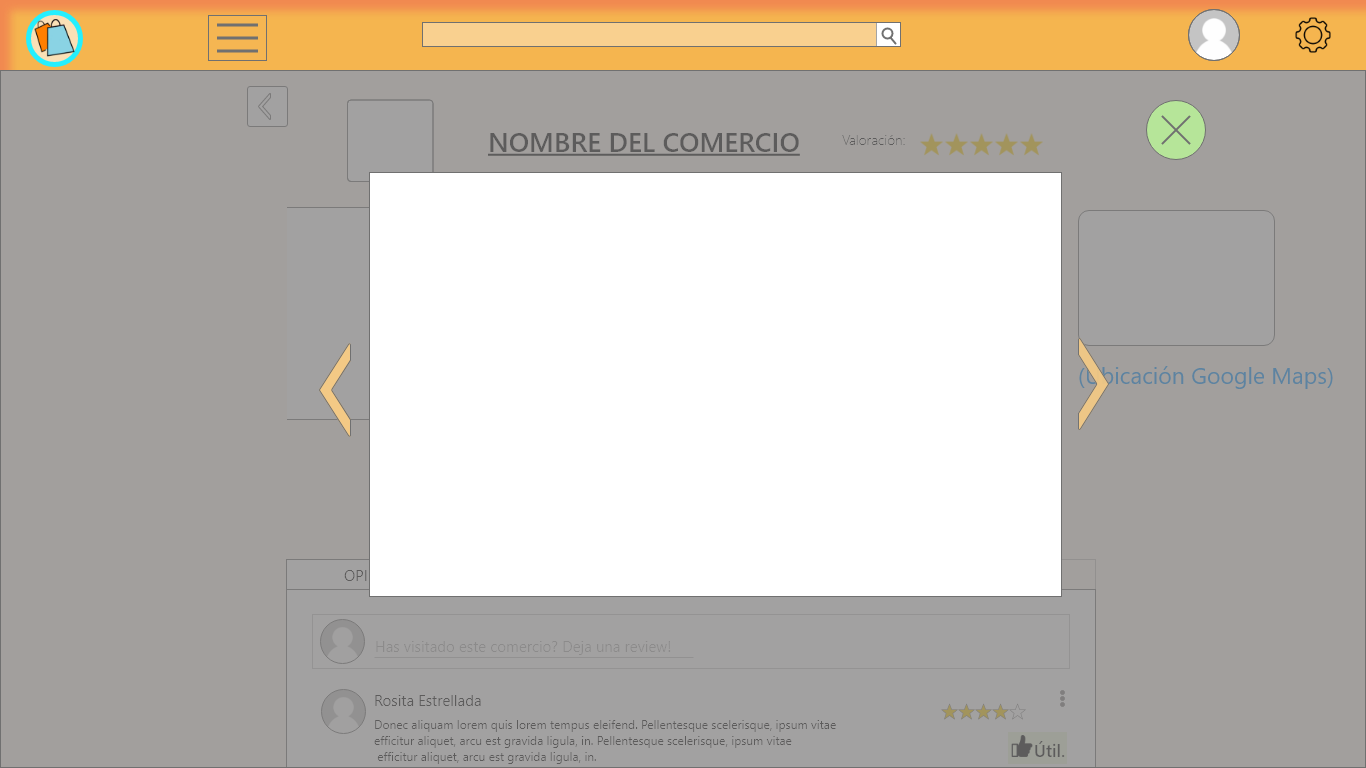 NOMBRE DEL COMERCIO
Valoración:
(Ubicación Google Maps)
OPI
Has visitado este comercio? Deja una review!
Rosita Estrellada
Donec aliquam lorem quis lorem tempus eleifend. Pellentesque scelerisque, ipsum vitae
efficitur aliquet, arcu est gravida ligula, in. Pellentesque scelerisque, ipsum vitae
efficitur aliquet, arcu est gravida ligula, in.
Útil.